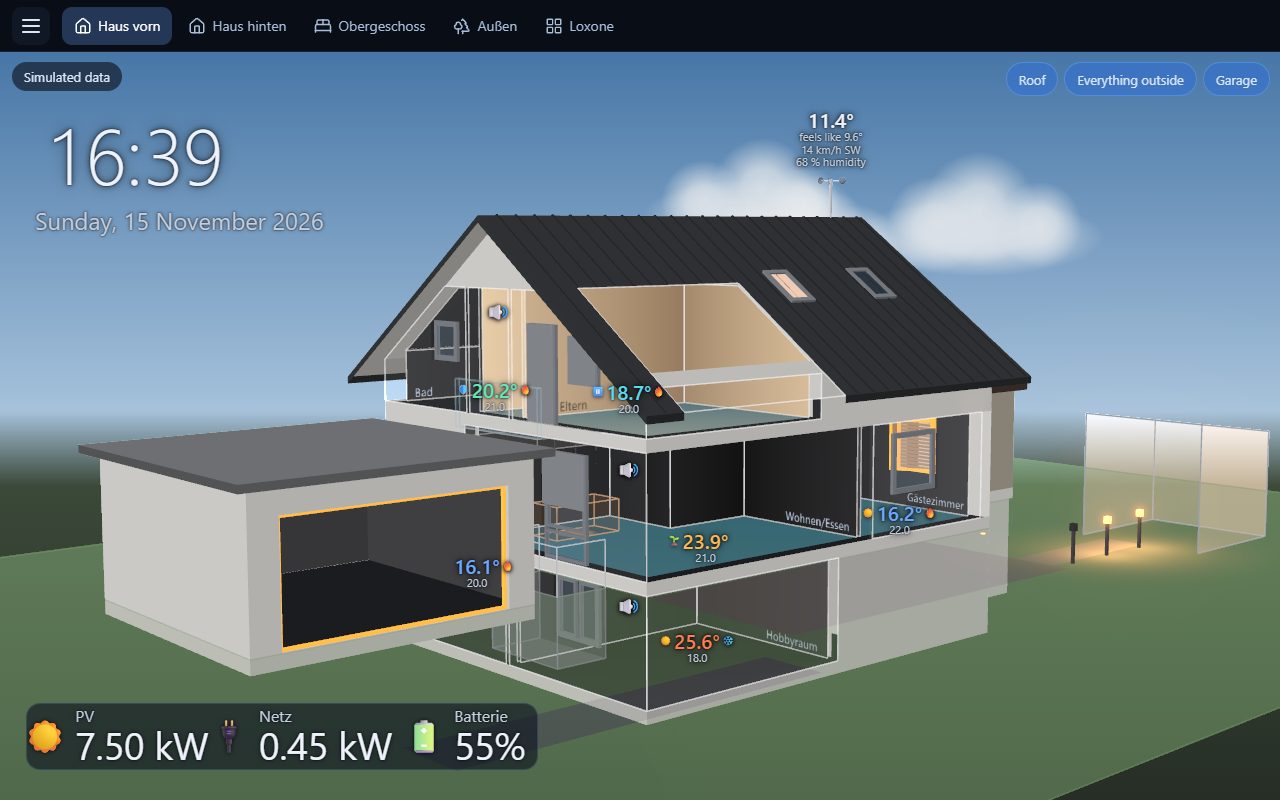 Haus vorn
Haus hinten
Obergeschoss
Außen
Loxone
Simulated data
Roof
Everything outside
Garage
16:39
Sunday, 15 November 2026
11.4°
feels like 9.6°
14 km/h SW
68 % humidity
Bad
20.2°
21.0
Eltern
18.7°
20.0
Wohnen/Essen
23.9°
21.0
Gästezimmer
16.2°
22.0
16.1°
20.0
Hobbyraum
25.6°
18.0
PV
7.50 kW
Netz
0.45 kW
Batterie
55%